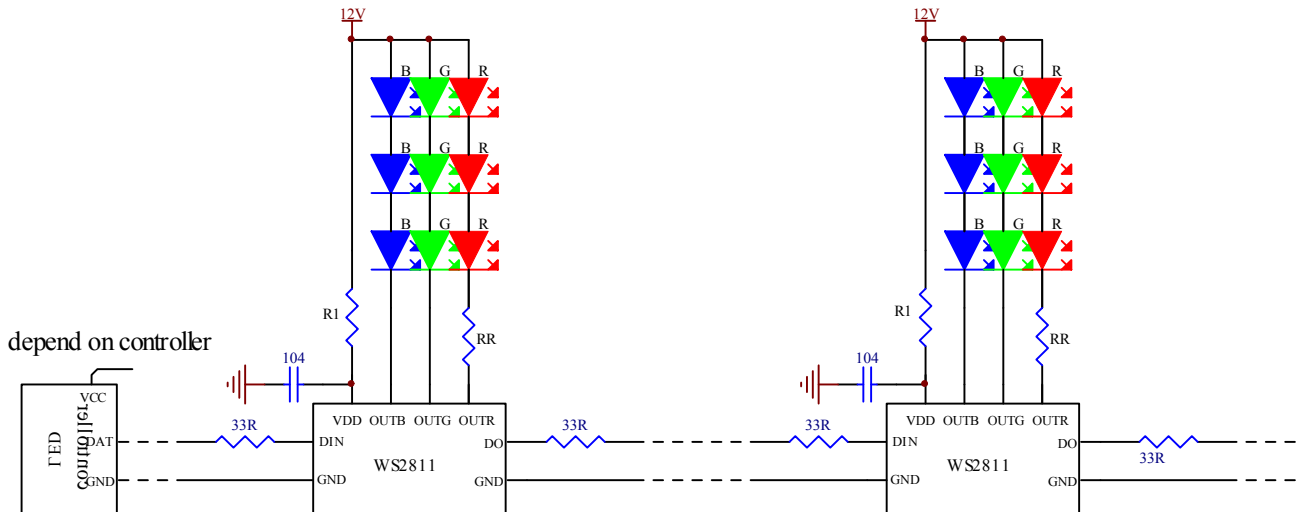 12V
12V
B G R
B G R
B G R
B G R
B G R
B G R
R1
RR
R1
RR
depend on controller
104
104
VCC
LED
Controller
DAT
GND
33R
VDD OUTB OUTG OUTR
DIN
DO
WS2811
GND
GND
33R
33R
VDD OUTB OUTG OUTR
DIN
DO
WS2811
GND
GND
33R